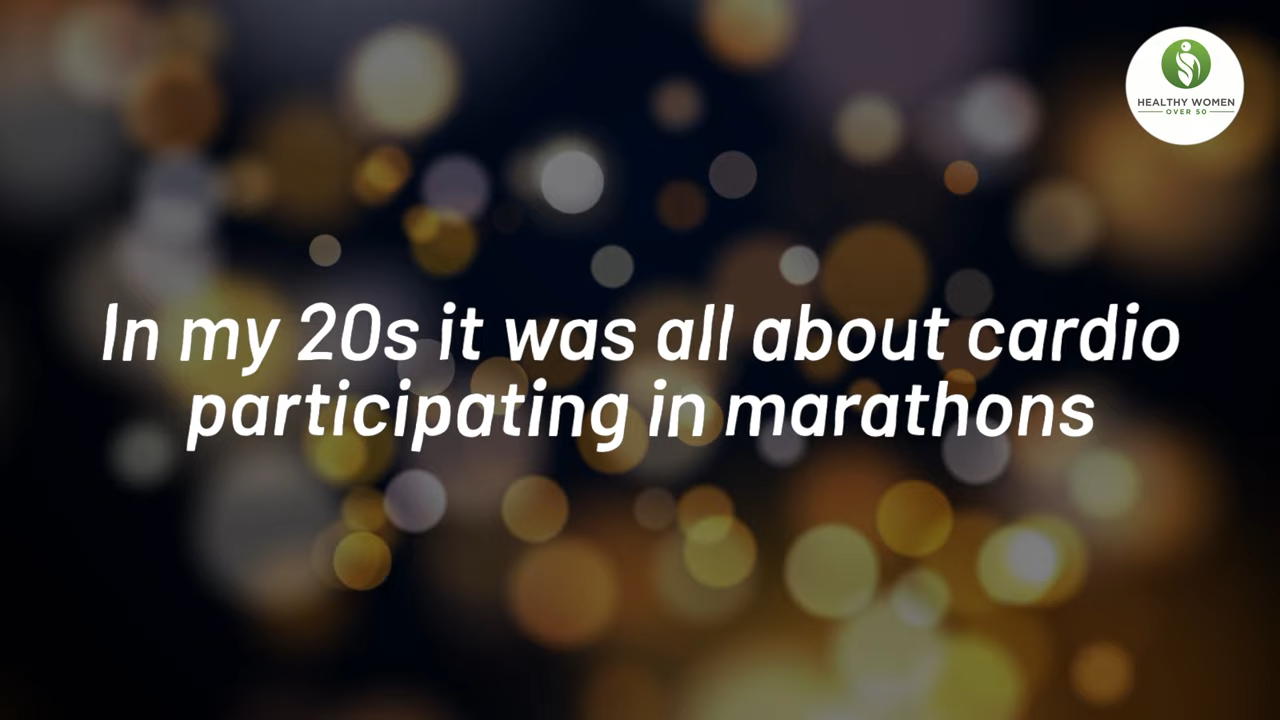 HEALTHY WOMEN
OVER 50
In my 20s it was all about cardio
participating in marathons